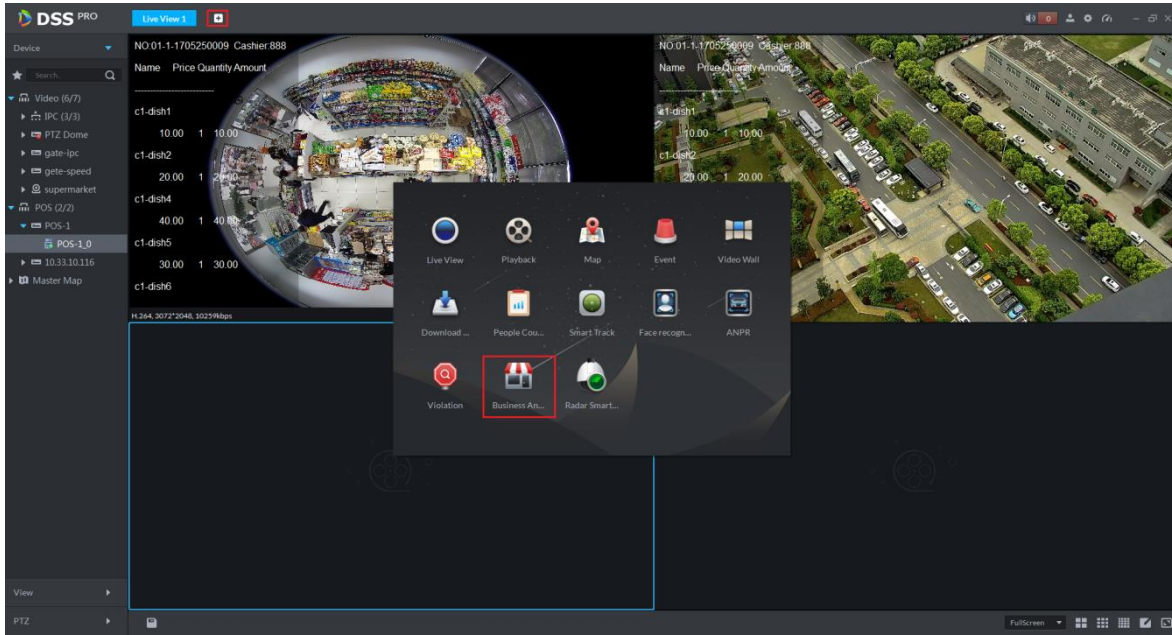 DSS PRO
Live View 1
0
Device
Search.
Video (6/7)
IPC (3/3)
PTZ Dome
gate-ipc
gete-speed
supermarket
POS (2/2)
POS-1
POS-1_0
10.33.10.116
Master Map
View
PTZ
NO:01-1-1705250009 Cashier:888
Name Price Quantity Amount
--------------------
c1-dish1
10.00 1 10.00
c1-dish2
20.00 1 20.00
c1-dish4
40.00 1 40.00
c1-dish5
30.00 1 30.00
c1-dish6
H.264, 3072*2048, 10259kbps
NO:01-1-1705250009 Cashier:888
Name Price Quantity Amount
c1-dish1
10.00 1 10.00
c1-dish2
20.00 1 20.00
Live View
Playback
Map
Event
Video Wall
Download ...
People Cou...
Smart Track
Face recogn...
ANPR
Violation
Business An...
Radar Smart...
FullScreen